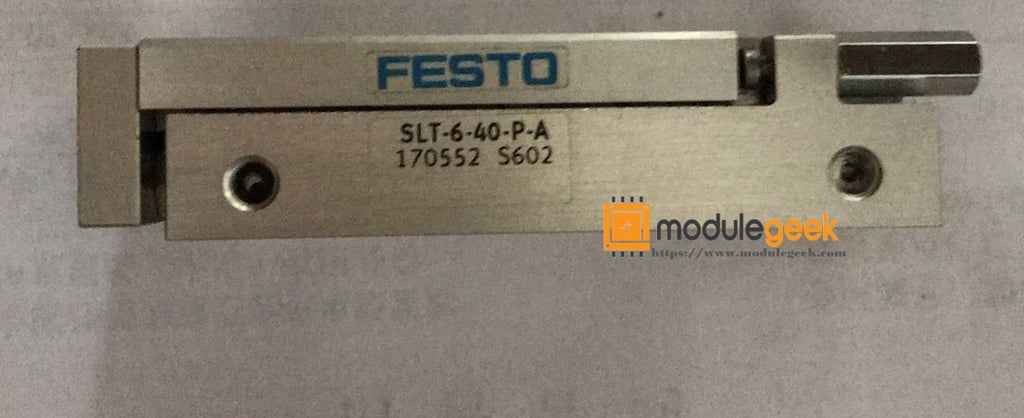 FESTO
SLT-6-40-P-A
170552 S602
modulegeek
https://www.modulegeek.com